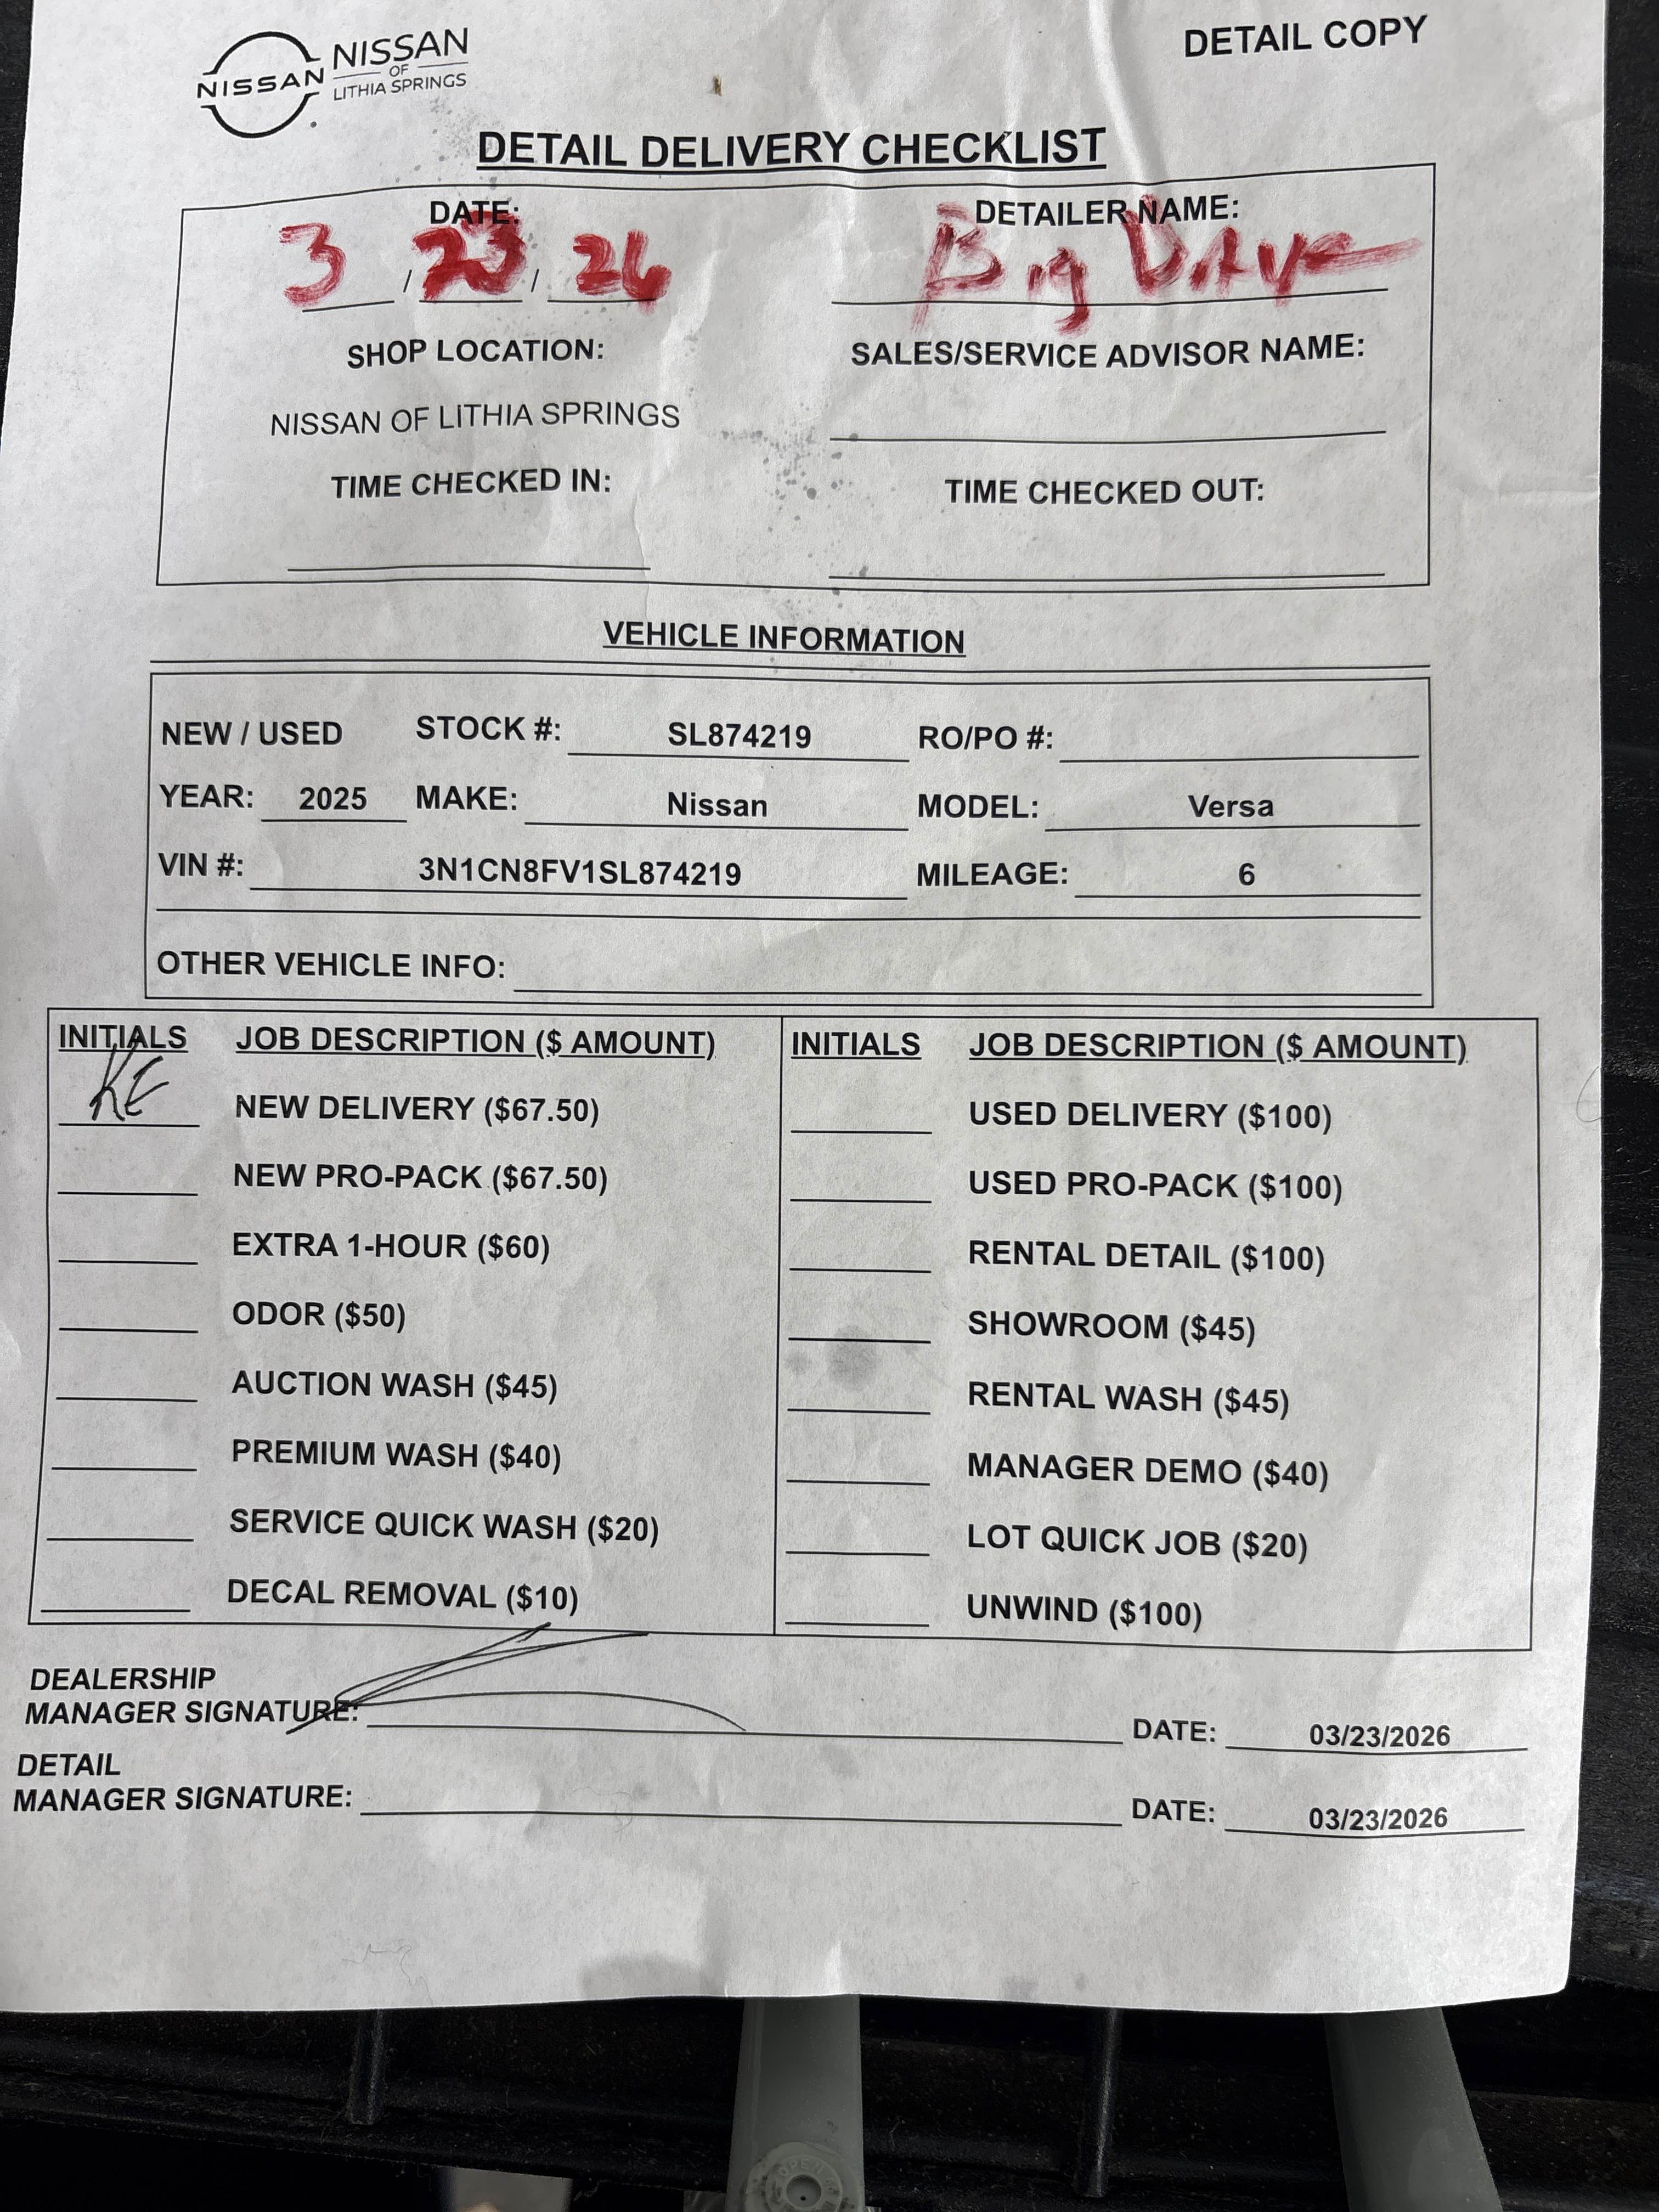 DETAIL COPY
NISSAN NISSAN
OF
LITHIA SPRINGS
DETAIL DELIVERY CHECKLIST
DATE: DETAILER NAME:
3 / 23 / 26 Big Dave
SHOP LOCATION: SALES/SERVICE ADVISOR NAME:
NISSAN OF LITHIA SPRINGS
TIME CHECKED IN: TIME CHECKED OUT:
VEHICLE INFORMATION
NEW / USED STOCK #: SL874219 RO/PO #:
YEAR: 2025 MAKE: Nissan MODEL: Versa
VIN #: 3N1CN8FV1SL874219 MILEAGE: 6
OTHER VEHICLE INFO:
INITIALS JOB DESCRIPTION ($ AMOUNT) INITIALS JOB DESCRIPTION ($ AMOUNT)
KE NEW DELIVERY ($67.50) USED DELIVERY ($100)
NEW PRO-PACK ($67.50) USED PRO-PACK ($100)
EXTRA 1-HOUR ($60) RENTAL DETAIL ($100)
ODOR ($50) SHOWROOM ($45)
AUCTION WASH ($45) RENTAL WASH ($45)
PREMIUM WASH ($40) MANAGER DEMO ($40)
SERVICE QUICK WASH ($20) LOT QUICK JOB ($20)
DECAL REMOVAL ($10) UNWIND ($100)
DEALERSHIP
MANAGER SIGNATURE: DATE: 03/23/2026
DETAIL
MANAGER SIGNATURE: DATE: 03/23/2026